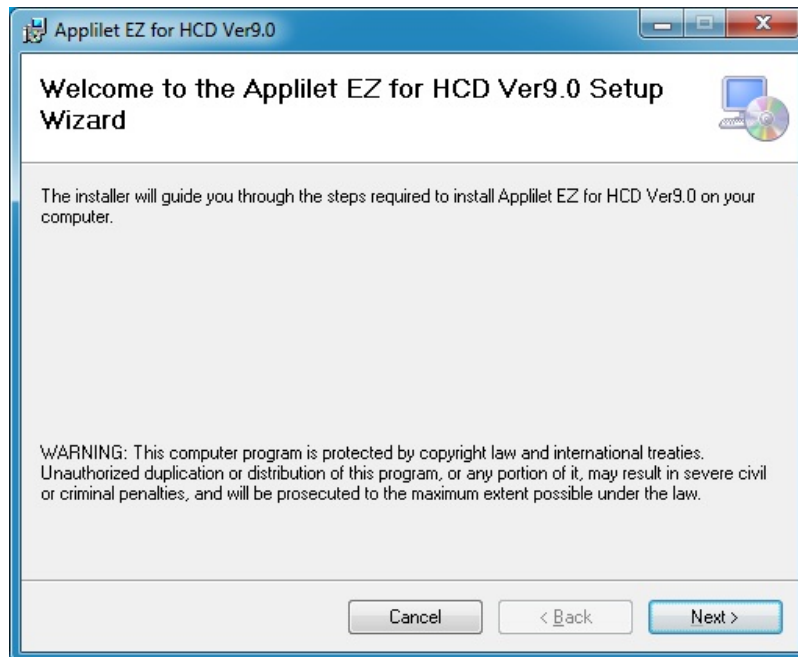 Applilet EZ for HCD Ver9.0
Welcome to the Applilet EZ for HCD Ver9.0 Setup
Wizard
The installer will guide you through the steps required to install Applilet EZ for HCD Ver9.0 on your
computer.
WARNING: This computer program is protected by copyright law and international treaties.
Unauthorized duplication or distribution of this program, or any portion of it, may result in severe civil
or criminal penalties, and will be prosecuted to the maximum extent possible under the law.
Cancel < Back Next >